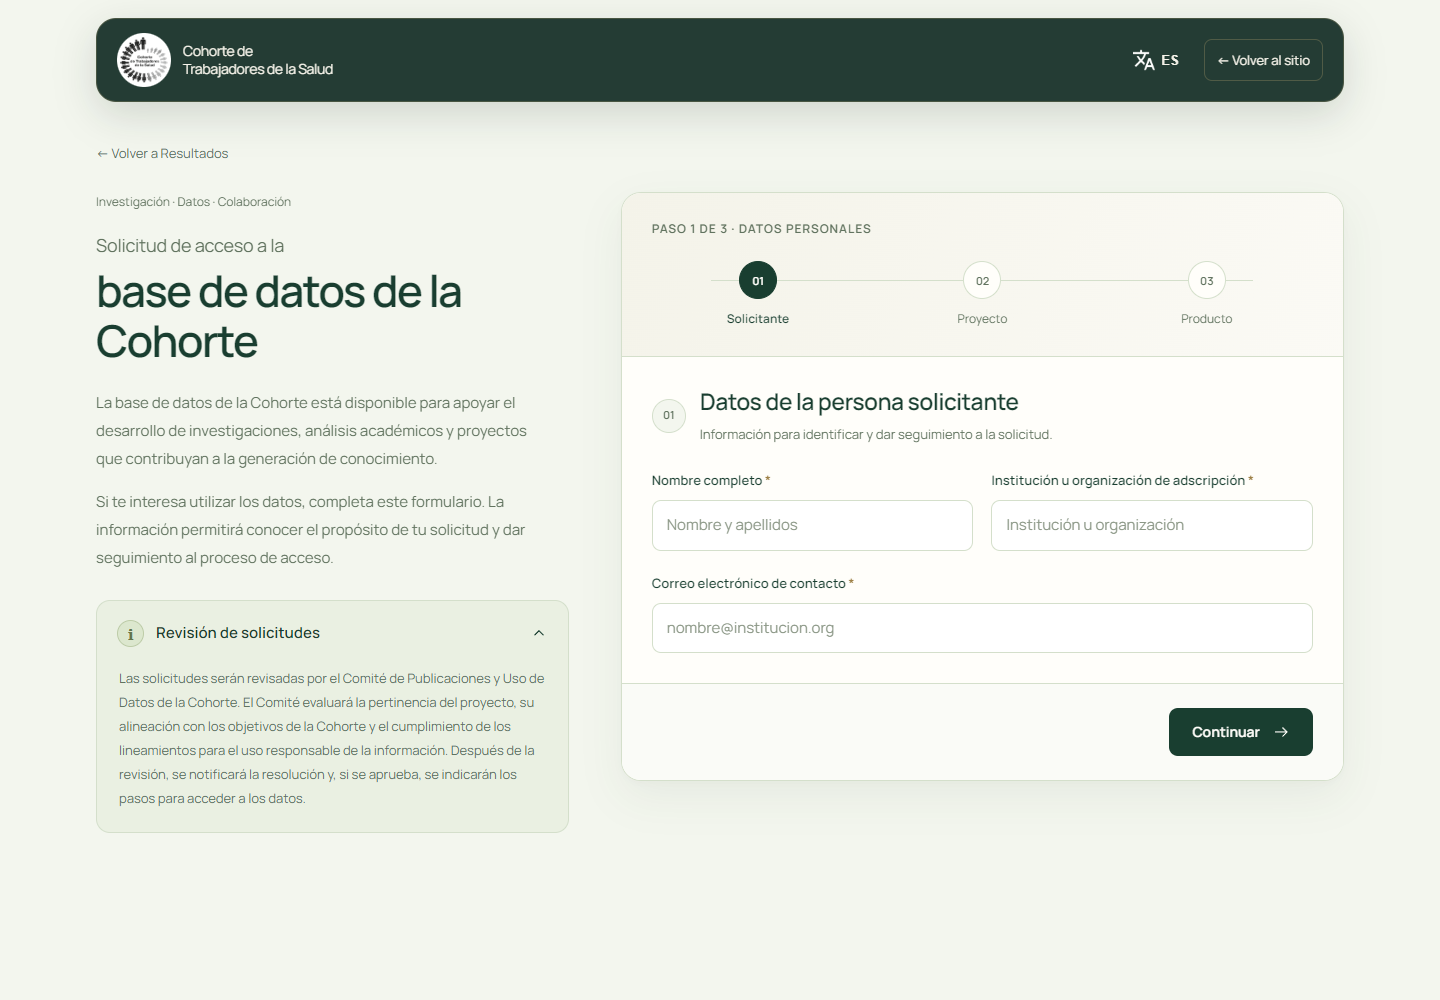 Cohorte de Trabajadores de la Salud
Cohorte de
Trabajadores de la Salud
ES
← Volver al sitio
← Volver a Resultados
Investigación · Datos · Colaboración
Solicitud de acceso a la
base de datos de la
Cohorte
La base de datos de la Cohorte está disponible para apoyar el
desarrollo de investigaciones, análisis académicos y proyectos
que contribuyan a la generación de conocimiento.
Si te interesa utilizar los datos, completa este formulario. La
información permitirá conocer el propósito de tu solicitud y dar
seguimiento al proceso de acceso.
i Revisión de solicitudes
Las solicitudes serán revisadas por el Comité de Publicaciones y Uso de
Datos de la Cohorte. El Comité evaluará la pertinencia del proyecto, su
alineación con los objetivos de la Cohorte y el cumplimiento de los
lineamientos para el uso responsable de la información. Después de la
revisión, se notificará la resolución y, si se aprueba, se indicarán los
pasos para acceder a los datos.
PASO 1 DE 3 · DATOS PERSONALES
01 02 03
Solicitante Proyecto Producto
01 Datos de la persona solicitante
Información para identificar y dar seguimiento a la solicitud.
Nombre completo * Institución u organización de adscripción *
Nombre y apellidos Institución u organización
Correo electrónico de contacto *
nombre@institucion.org
Continuar →